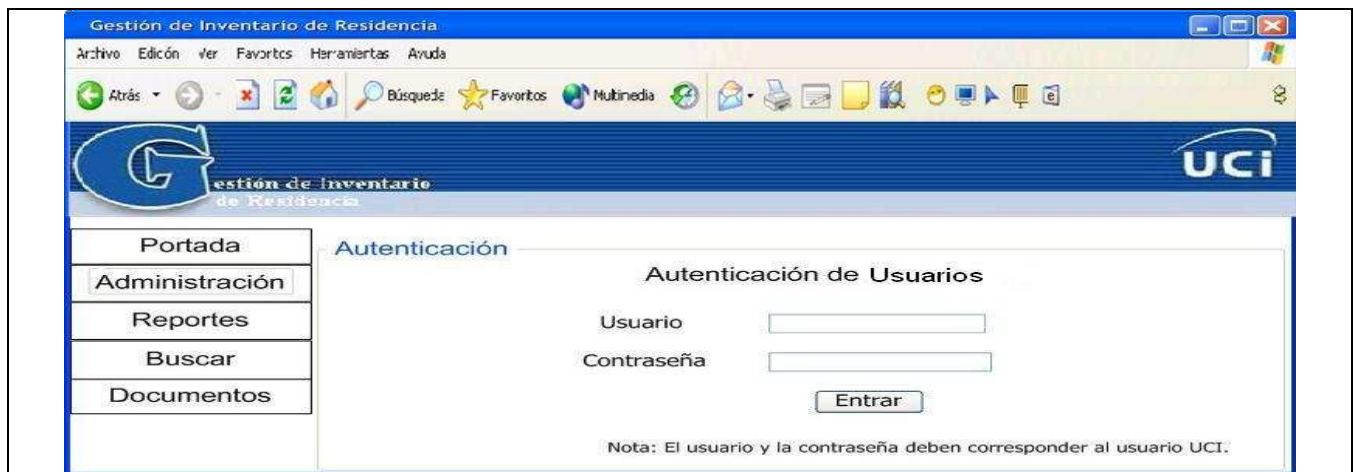 Gestión de Inventario de Residencia
Archivo Edición Ver Favoritos Herramientas Ayuda
Atrás Búsqueda Favoritos Multimedia
UCi
Gestión de Inventario
de Residencia
Portada
Administración
Reportes
Buscar
Documentos
Autenticación
Autenticación de Usuarios
Usuario
Contraseña
Entrar
Nota: El usuario y la contraseña deben corresponder al usuario UCI.